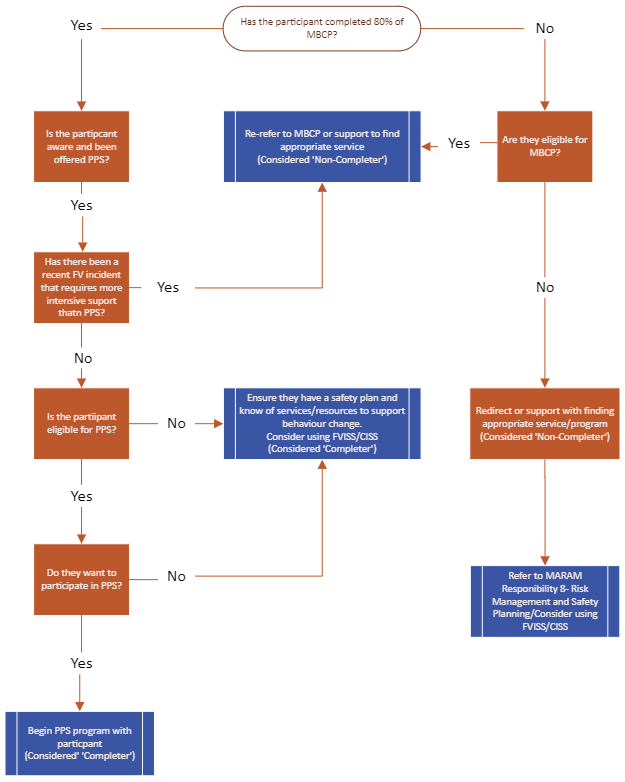 Has the participant completed 80% of
MBCP?
Yes
No
Is the partipcant
aware and been
offered PPS?
Re-refer to MBCP or support to find
appropriate service
(Considered 'Non-Completer')
Yes
Are they eligible for
MBCP?
Yes
Has there been a
recent FV incident
that requires more
intensive suport
thatn PPS?
Yes
No
No
Is the partiipant
eligible for PPS?
No
Ensure they have a safety plan and
know of services/resources to support
behaviour change.
Consider using FVISS/CISS
(Considered 'Completer')
Redirect or support with finding
appropriate service/program
(Considered 'Non-Completer')
Yes
Do they want to
participate in PPS?
No
Refer to MARAM
Responibility 8- Risk
Management and Safety
Planning/Consider using
FVISS/CISS
Yes
Begin PPS program with
particpant
(Considered' 'Completer')